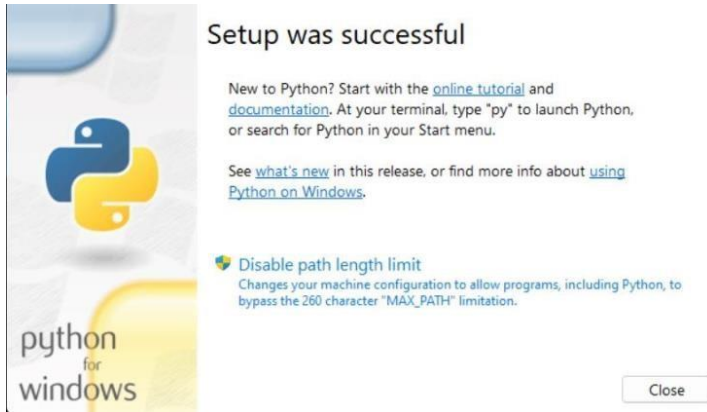 Setup was successful
New to Python? Start with the online tutorial and
documentation. At your terminal, type "py" to launch Python,
or search for Python in your Start menu.
See what's new in this release, or find more info about using
Python on Windows.
Disable path length limit
Changes your machine configuration to allow programs, including Python, to
bypass the 260 character "MAX_PATH" limitation.
python
for
windows
Close